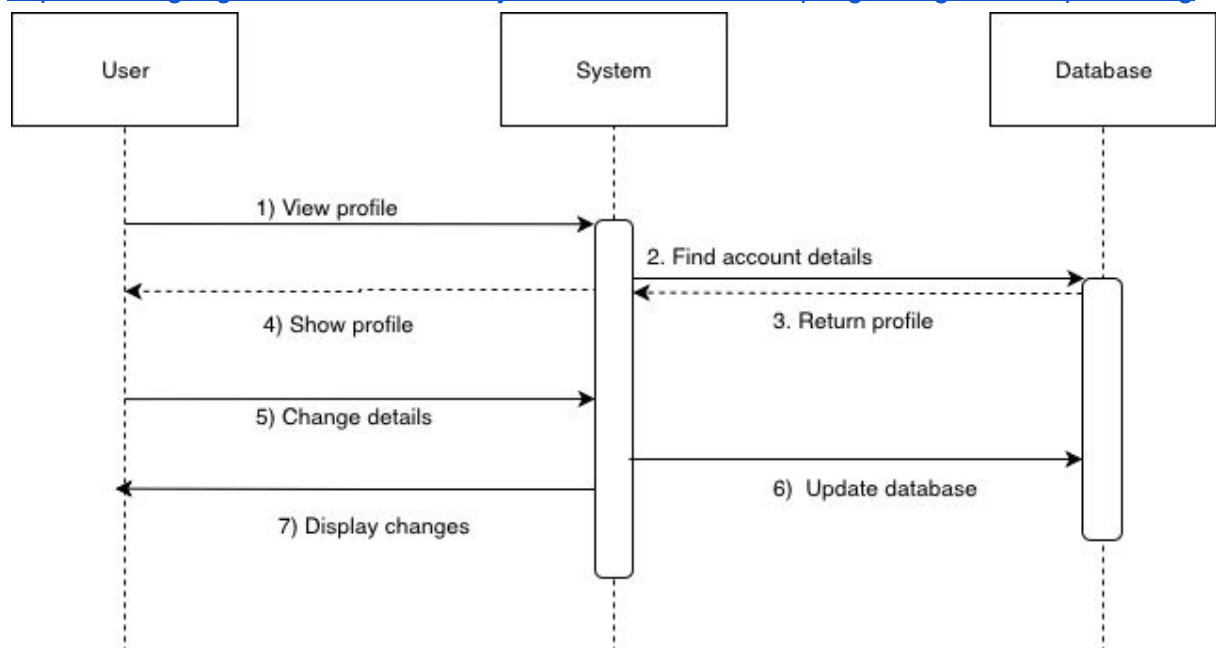 User
System
Database
1) View profile
2. Find account details
4) Show profile
3. Return profile
5) Change details
6)  Update database
7) Display changes